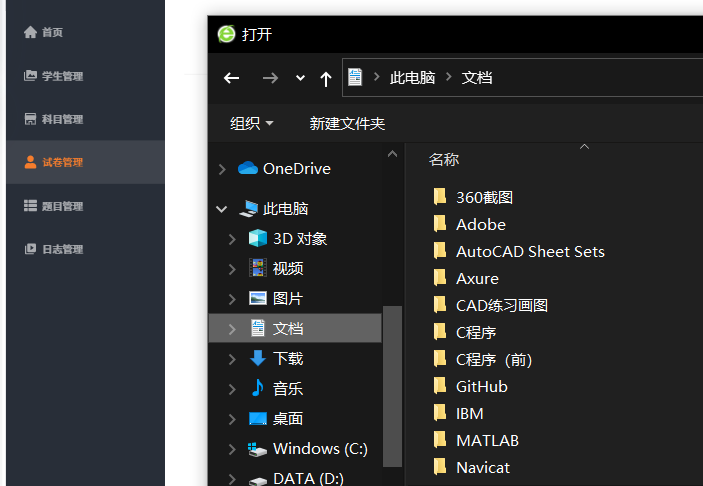 首页
学生管理
科目管理
试卷管理
题目管理
日志管理
打开
此电脑
文档
组织
新建文件夹
OneDrive
此电脑
3D 对象
视频
图片
文档
下载
音乐
桌面
Windows (C:)
DATA (D:)
名称
360截图
Adobe
AutoCAD Sheet Sets
Axure
CAD练习画图
C程序
C程序（前）
GitHub
IBM
MATLAB
Navicat